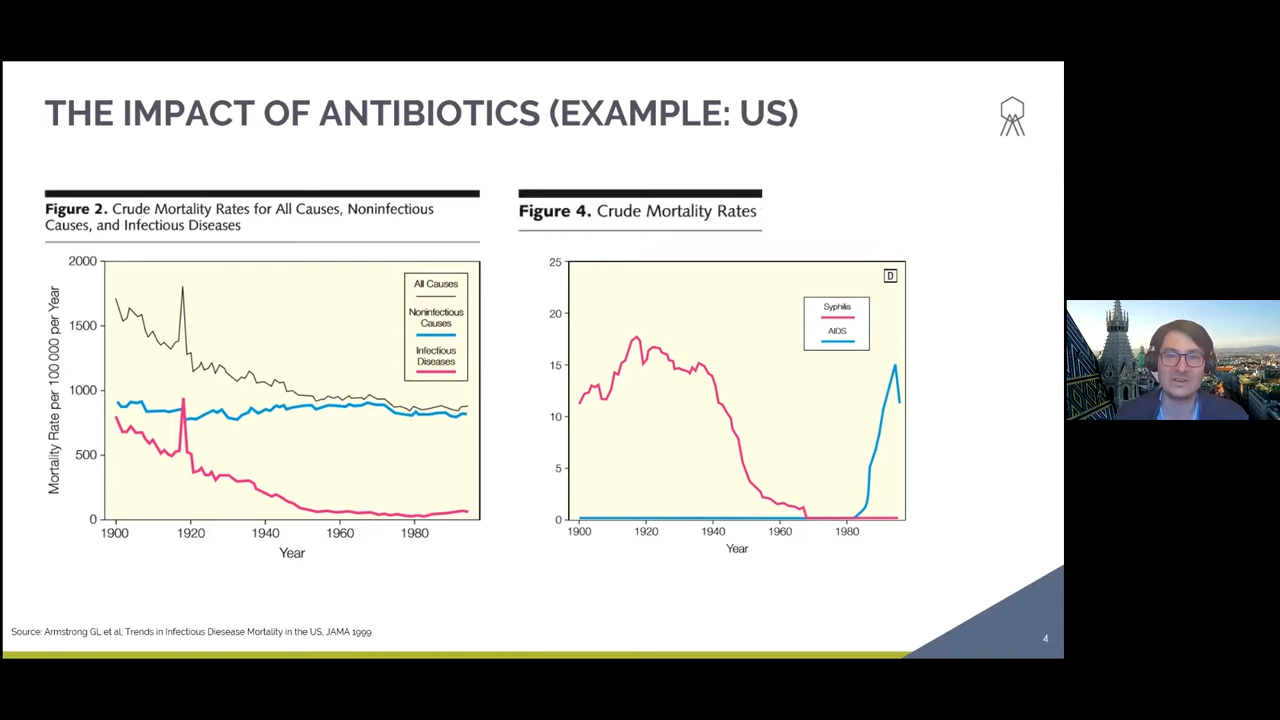 THE IMPACT OF ANTIBIOTICS (EXAMPLE: US)
Figure 2. Crude Mortality Rates for All Causes, Noninfectious
Causes, and Infectious Diseases
2000
1500
1000
500
0
Mortality Rate per 100 000 per Year
All Causes
Noninfectious
Causes
Infectious
Diseases
1900 1920 1940 1960 1980
Year
Figure 4. Crude Mortality Rates
25
20
15
10
5
0
D
Syphilis
AIDS
1900 1920 1940 1960 1980
Year
Source: Armstrong GL et al, Trends in Infectious Diesease Mortality in the US, JAMA 1999
4